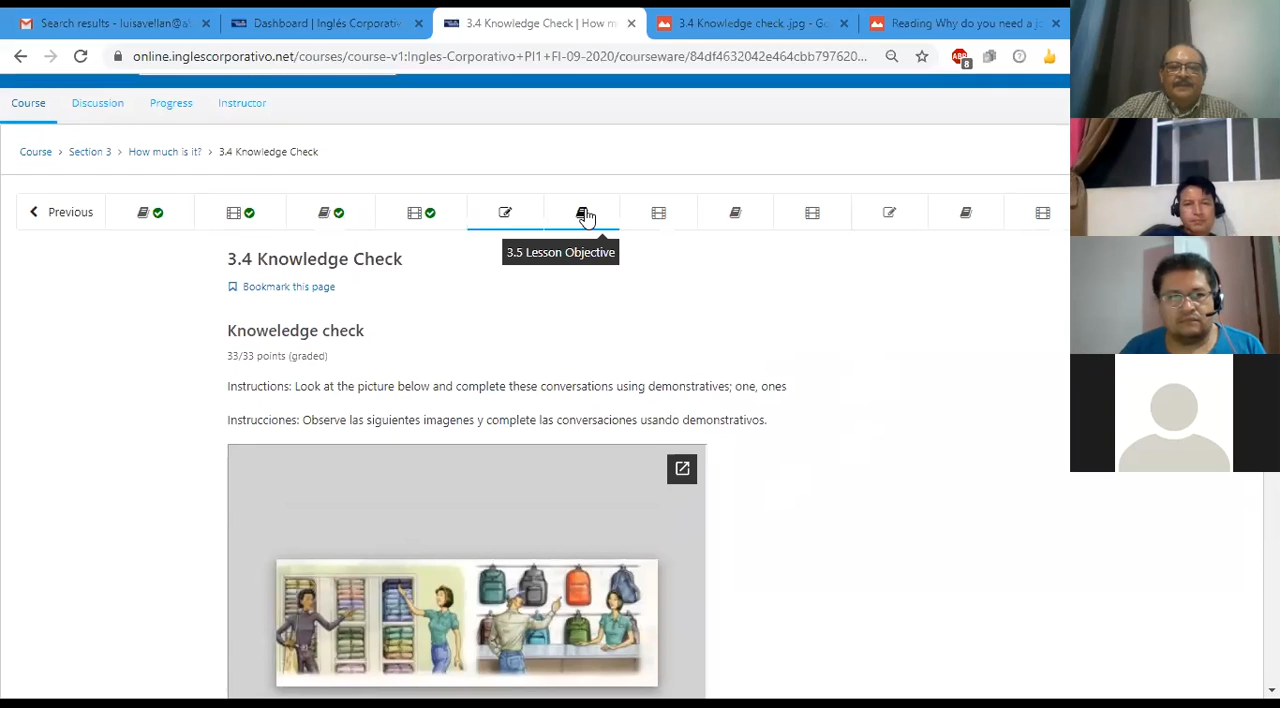 Search results - luisavellan@a
Dashboard | Inglés Corporativ
3.4 Knowledge Check | How m
3.4 Knowledge check .jpg - Go
Reading Why do you need a jo
online.inglescorporativo.net/courses/course-v1:Ingles-Corporativo+PI1+FI-09-2020/courseware/84df4632042e464cbb797620...
8
Course
Discussion
Progress
Instructor
Course > Section 3 > How much is it? > 3.4 Knowledge Check
Previous
3.5 Lesson Objective
3.4 Knowledge Check
Bookmark this page
Knoweledge check
33/33 points (graded)
Instructions: Look at the picture below and complete these conversations using demonstratives; one, ones
Instrucciones: Observe las siguientes imagenes y complete las conversaciones usando demonstrativos.